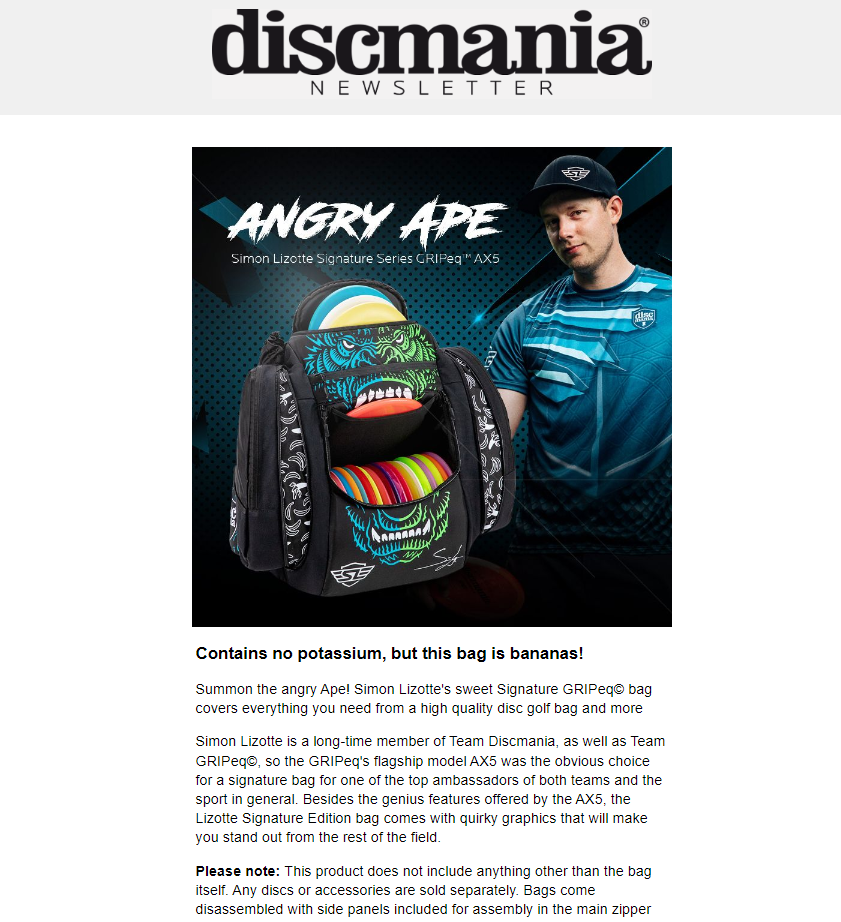 discmania®
NEWSLETTER
ANGRY APE
Simon Lizotte Signature Series GRIPeq™ AX5
disc
mania
Contains no potassium, but this bag is bananas!
Summon the angry Ape! Simon Lizotte's sweet Signature GRIPeq© bag
covers everything you need from a high quality disc golf bag and more
Simon Lizotte is a long-time member of Team Discmania, as well as Team
GRIPeq©, so the GRIPeq's flagship model AX5 was the obvious choice
for a signature bag for one of the top ambassadors of both teams and the
sport in general. Besides the genius features offered by the AX5, the
Lizotte Signature Edition bag comes with quirky graphics that will make
you stand out from the rest of the field.
Please note: This product does not include anything other than the bag
itself. Any discs or accessories are sold separately. Bags come
disassembled with side panels included for assembly in the main zipper